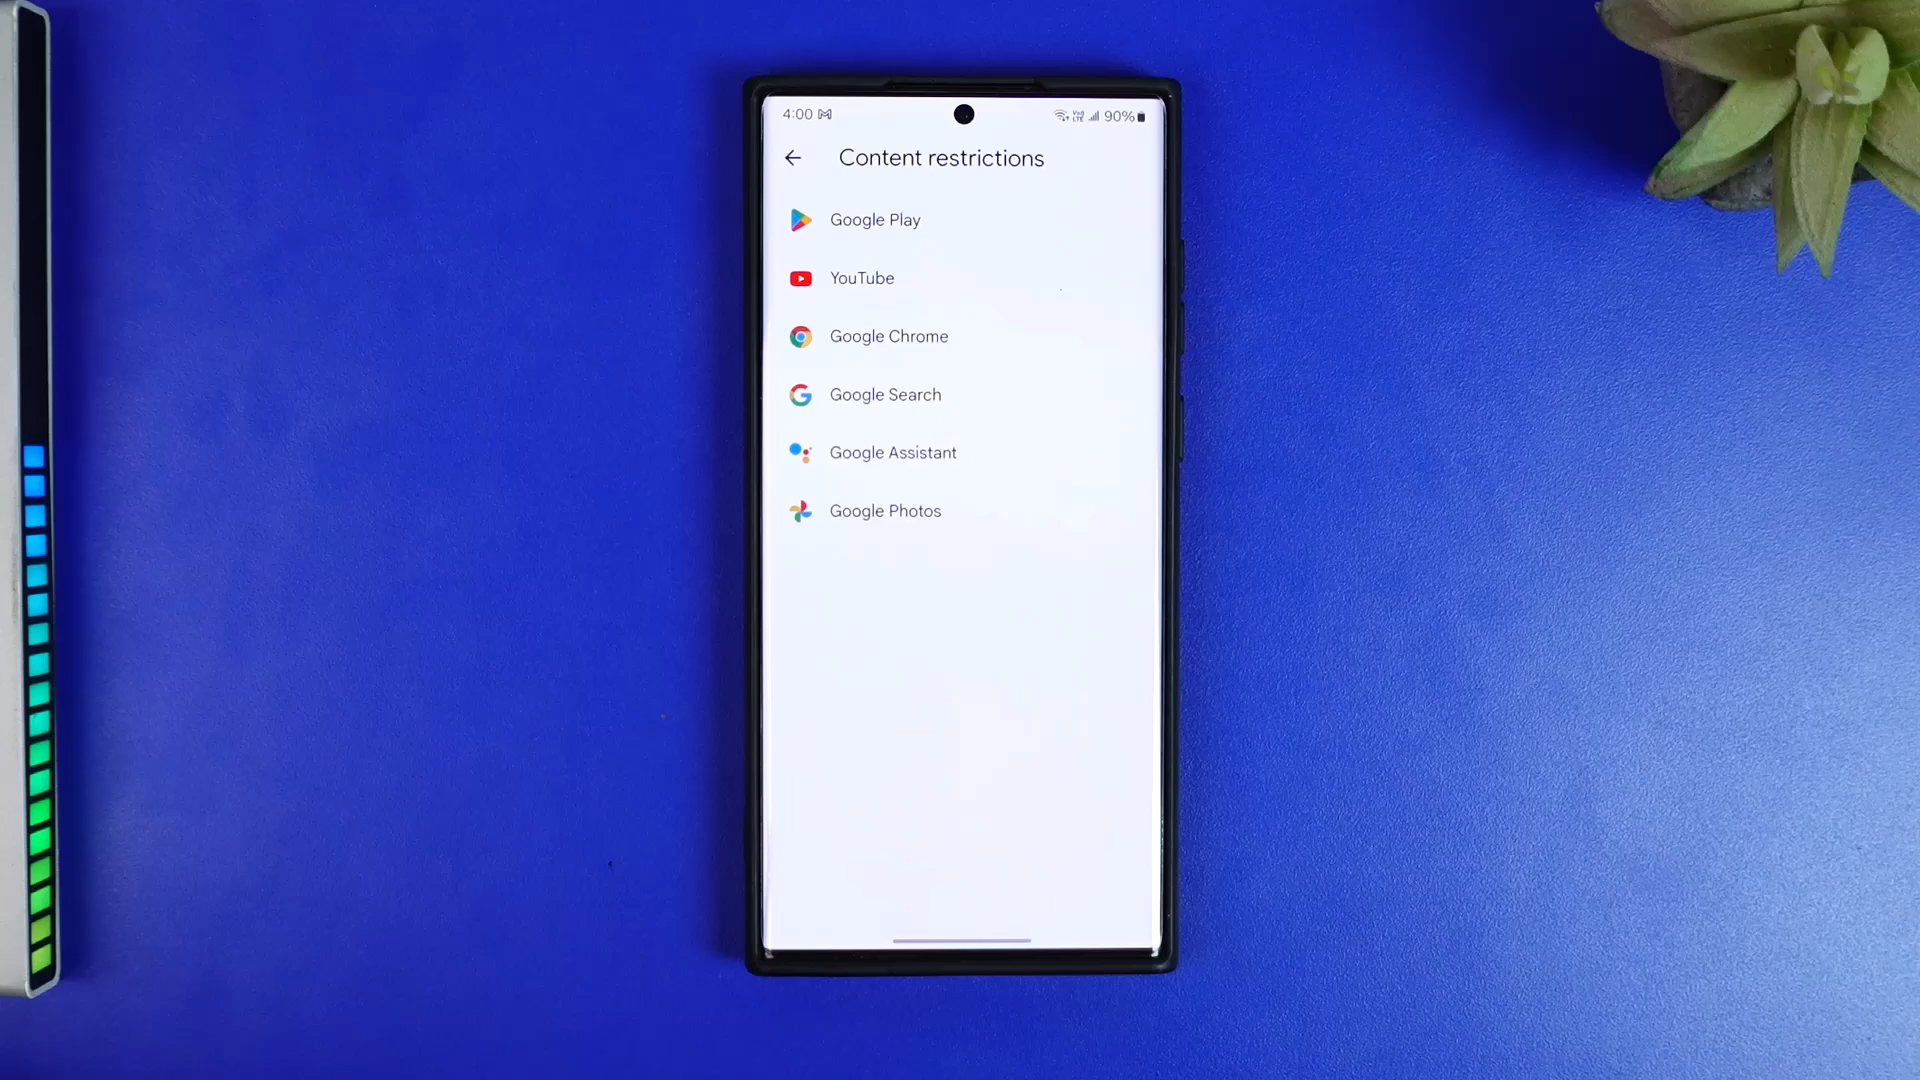 4:00 90%
Content restrictions
Google Play
YouTube
Google Chrome
Google Search
Google Assistant
Google Photos